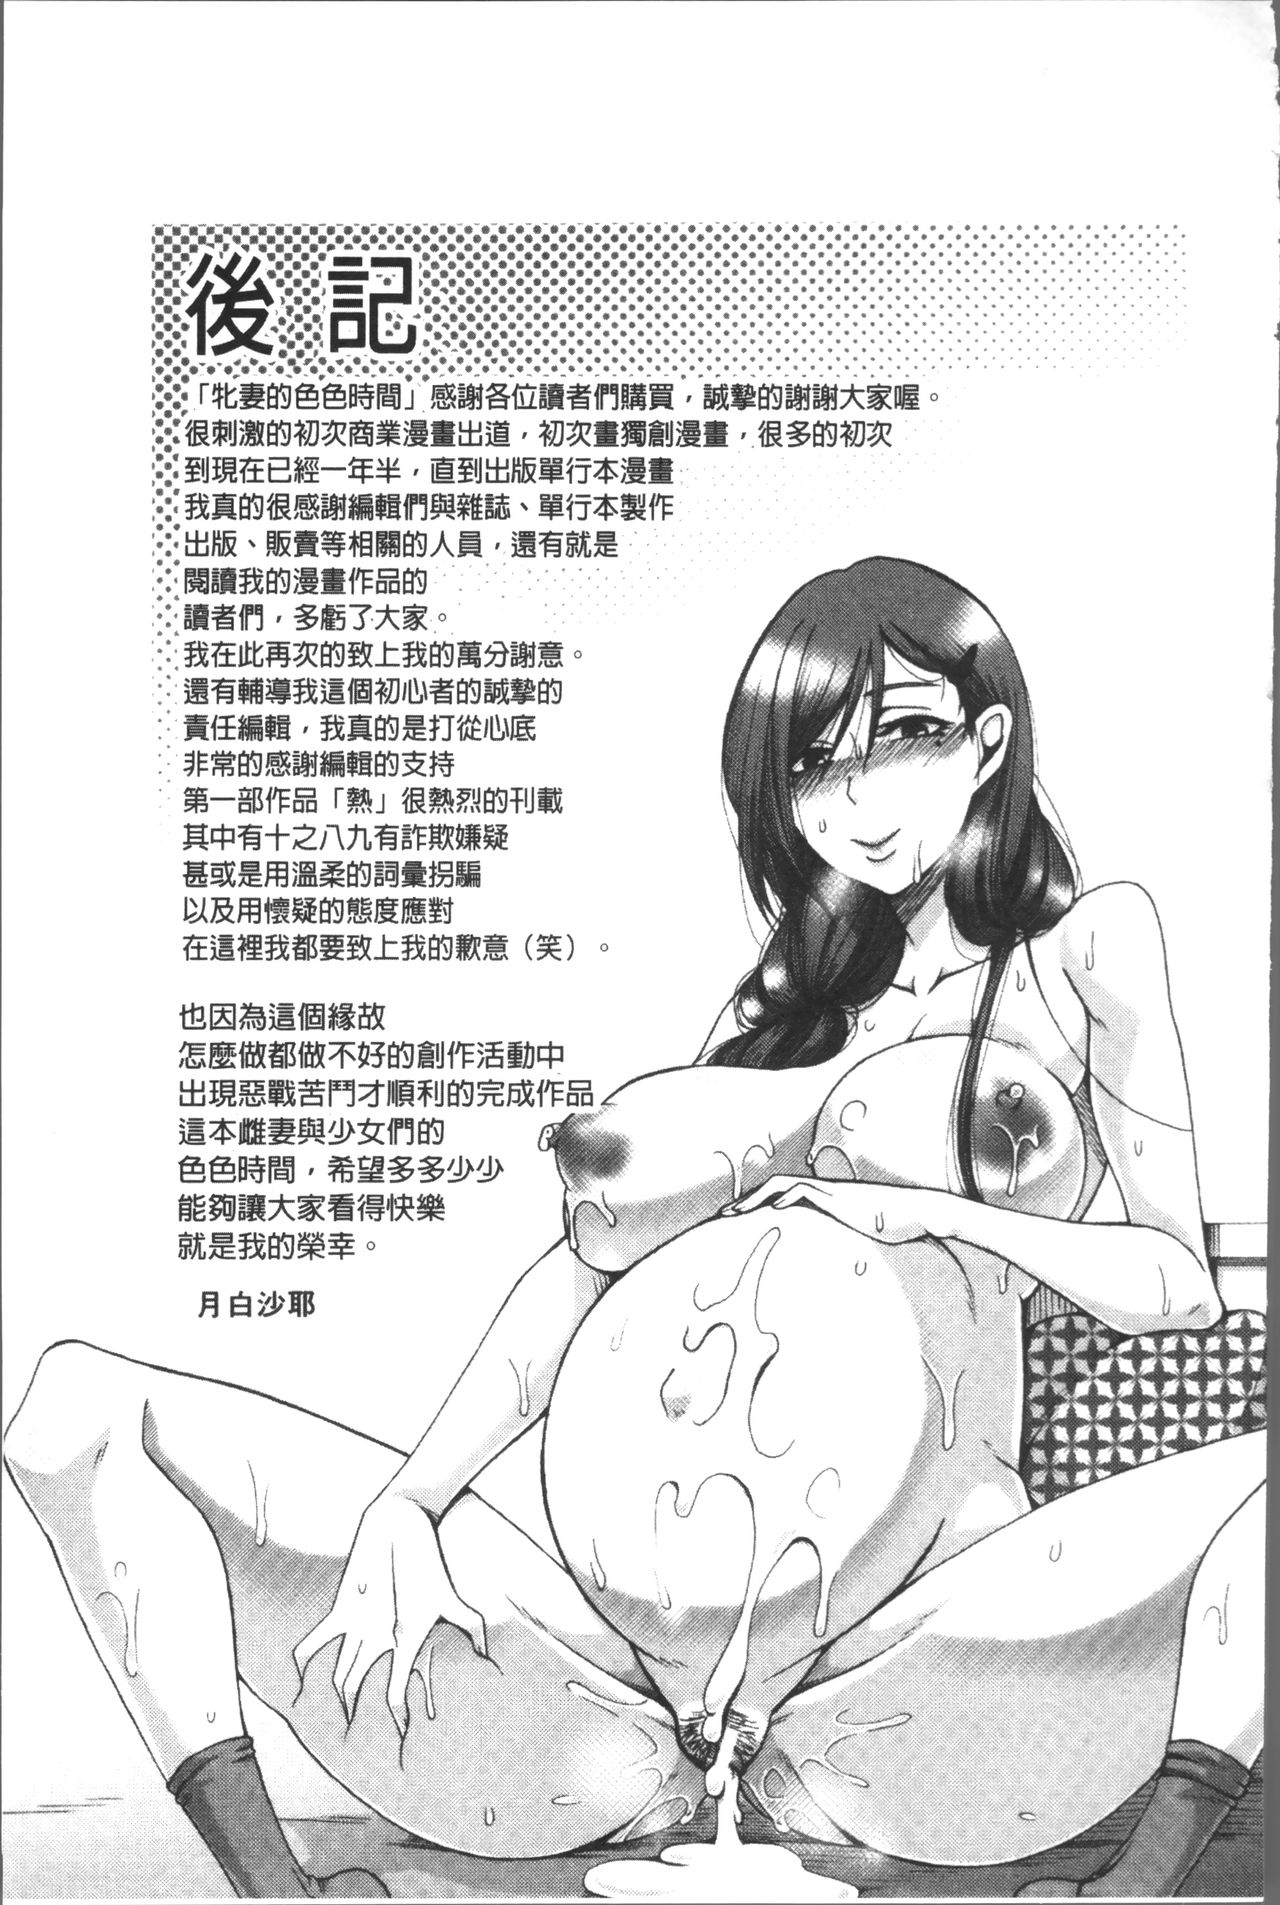 後記
「牝妻的色色時間」感謝各位讀者們購買，誠摯的謝謝大家喔。
很刺激的初次商業漫畫出道，初次畫獨創漫畫，很多的初次
到現在已經一年半，直到出版單行本漫畫
我真的很感謝編輯們與雜誌、單行本製作
出版、販賣等相關的人員，還有就是
閱讀我的漫畫作品的
讀者們，多虧了大家。
我在此再次的致上我的萬分謝意。
還有輔導我這個初心者的誠摯的
責任編輯，我真的是打從心底
非常的感謝編輯的支持
第一部作品「熱」很熱烈的刊載
其中有十之八九有詐欺嫌疑
甚或是用溫柔的詞彙拐騙
以及用懷疑的態度應對
在這裡我都要致上我的歉意（笑）。
也因為這個緣故
怎麼做都做不好的創作活動中
出現惡戰苦鬥才順利的完成作品
這本雌妻與少女們的
色色時間，希望多多少少
能夠讓大家看得快樂
就是我的榮幸。
月白沙耶